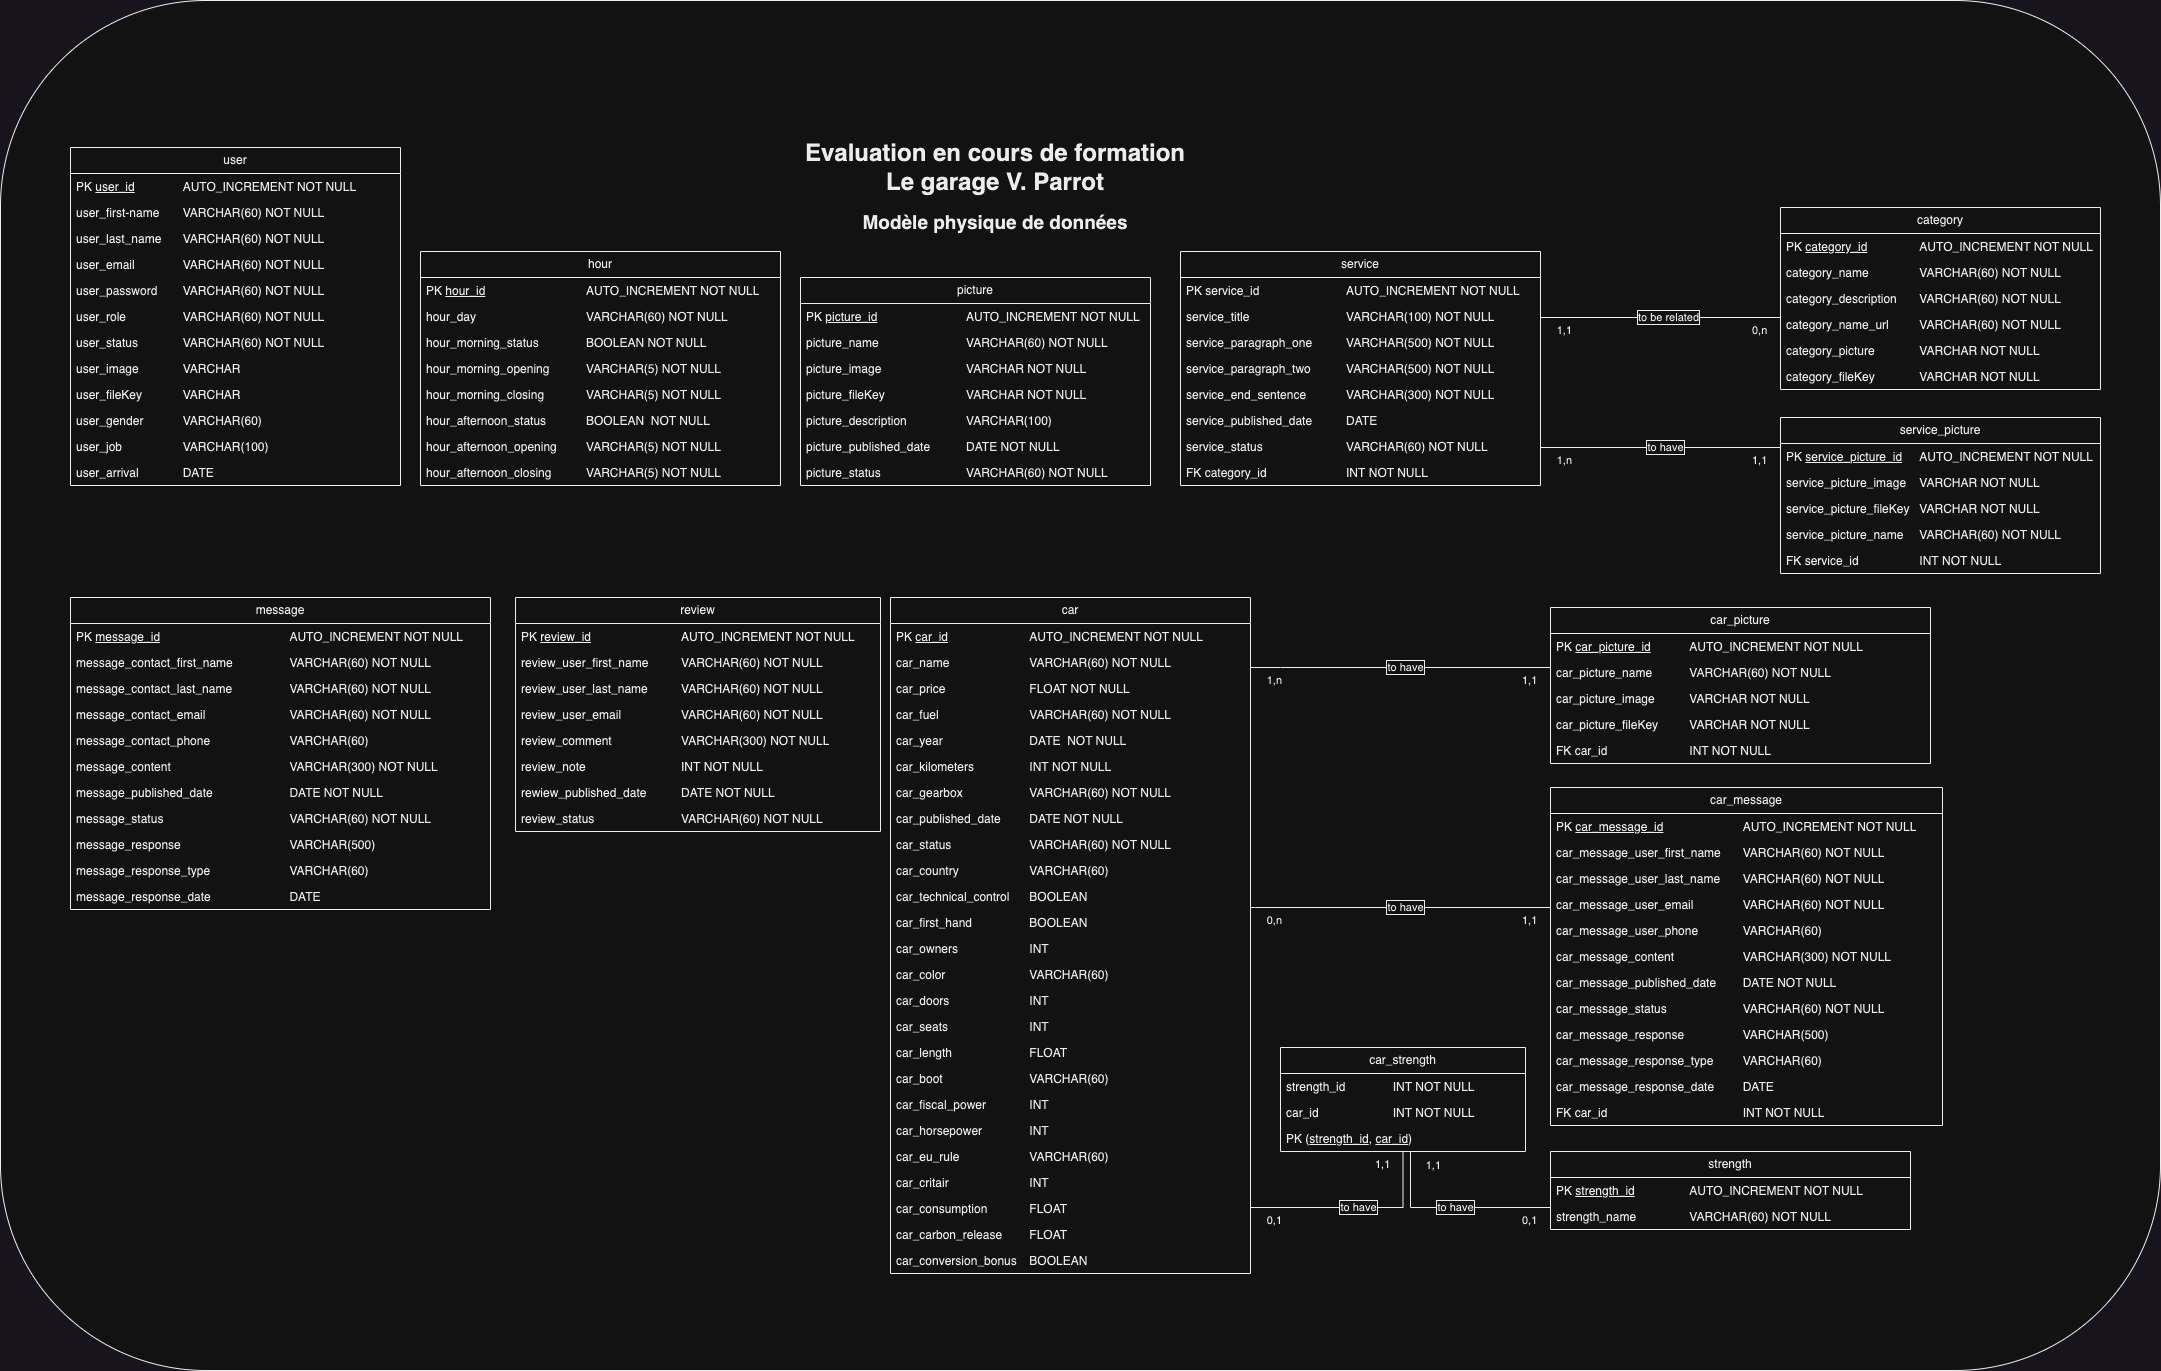 Evaluation en cours de formation
Le garage V. Parrot
Modèle physique de données
user
PK user_id AUTO_INCREMENT NOT NULL
user_first-name VARCHAR(60) NOT NULL
user_last_name VARCHAR(60) NOT NULL
user_email VARCHAR(60) NOT NULL
user_password VARCHAR(60) NOT NULL
user_role VARCHAR(60) NOT NULL
user_status VARCHAR(60) NOT NULL
user_image VARCHAR
user_fileKey VARCHAR
user_gender VARCHAR(60)
user_job VARCHAR(100)
user_arrival DATE
hour
PK hour_id AUTO_INCREMENT NOT NULL
hour_day VARCHAR(60) NOT NULL
hour_morning_status BOOLEAN NOT NULL
hour_morning_opening VARCHAR(5) NOT NULL
hour_morning_closing VARCHAR(5) NOT NULL
hour_afternoon_status BOOLEAN NOT NULL
hour_afternoon_opening VARCHAR(5) NOT NULL
hour_afternoon_closing VARCHAR(5) NOT NULL
picture
PK picture_id AUTO_INCREMENT NOT NULL
picture_name VARCHAR(60) NOT NULL
picture_image VARCHAR NOT NULL
picture_fileKey VARCHAR NOT NULL
picture_description VARCHAR(100)
picture_published_date DATE NOT NULL
picture_status VARCHAR(60) NOT NULL
service
PK service_id AUTO_INCREMENT NOT NULL
service_title VARCHAR(100) NOT NULL
service_paragraph_one VARCHAR(500) NOT NULL
service_paragraph_two VARCHAR(500) NOT NULL
service_end_sentence VARCHAR(300) NOT NULL
service_published_date DATE
service_status VARCHAR(60) NOT NULL
FK category_id INT NOT NULL
to be related
1,1 0,n
to have
1,n 1,1
category
PK category_id AUTO_INCREMENT NOT NULL
category_name VARCHAR(60) NOT NULL
category_description VARCHAR(60) NOT NULL
category_name_url VARCHAR(60) NOT NULL
category_picture VARCHAR NOT NULL
category_fileKey VARCHAR NOT NULL
service_picture
PK service_picture_id AUTO_INCREMENT NOT NULL
service_picture_image VARCHAR NOT NULL
service_picture_fileKey VARCHAR NOT NULL
service_picture_name VARCHAR(60) NOT NULL
FK service_id INT NOT NULL
message
PK message_id AUTO_INCREMENT NOT NULL
message_contact_first_name VARCHAR(60) NOT NULL
message_contact_last_name VARCHAR(60) NOT NULL
message_contact_email VARCHAR(60) NOT NULL
message_contact_phone VARCHAR(60)
message_content VARCHAR(300) NOT NULL
message_published_date DATE NOT NULL
message_status VARCHAR(60) NOT NULL
message_response VARCHAR(500)
message_response_type VARCHAR(60)
message_response_date DATE
review
PK review_id AUTO_INCREMENT NOT NULL
review_user_first_name VARCHAR(60) NOT NULL
review_user_last_name VARCHAR(60) NOT NULL
review_user_email VARCHAR(60) NOT NULL
review_comment VARCHAR(300) NOT NULL
review_note INT NOT NULL
rewiew_published_date DATE NOT NULL
review_status VARCHAR(60) NOT NULL
car
PK car_id AUTO_INCREMENT NOT NULL
car_name VARCHAR(60) NOT NULL
car_price FLOAT NOT NULL
car_fuel VARCHAR(60) NOT NULL
car_year DATE NOT NULL
car_kilometers INT NOT NULL
car_gearbox VARCHAR(60) NOT NULL
car_published_date DATE NOT NULL
car_status VARCHAR(60) NOT NULL
car_country VARCHAR(60)
car_technical_control BOOLEAN
car_first_hand BOOLEAN
car_owners INT
car_color VARCHAR(60)
car_doors INT
car_seats INT
car_length FLOAT
car_boot VARCHAR(60)
car_fiscal_power INT
car_horsepower INT
car_eu_rule VARCHAR(60)
car_critair INT
car_consumption FLOAT
car_carbon_release FLOAT
car_conversion_bonus BOOLEAN
to have
1,n 1,1
to have
0,n 1,1
car_picture
PK car_picture_id AUTO_INCREMENT NOT NULL
car_picture_name VARCHAR(60) NOT NULL
car_picture_image VARCHAR NOT NULL
car_picture_fileKey VARCHAR NOT NULL
FK car_id INT NOT NULL
car_message
PK car_message_id AUTO_INCREMENT NOT NULL
car_message_user_first_name VARCHAR(60) NOT NULL
car_message_user_last_name VARCHAR(60) NOT NULL
car_message_user_email VARCHAR(60) NOT NULL
car_message_user_phone VARCHAR(60)
car_message_content VARCHAR(300) NOT NULL
car_message_published_date DATE NOT NULL
car_message_status VARCHAR(60) NOT NULL
car_message_response VARCHAR(500)
car_message_response_type VARCHAR(60)
car_message_response_date DATE
FK car_id INT NOT NULL
car_strength
strength_id INT NOT NULL
car_id INT NOT NULL
PK (strength_id, car_id)
1,1 1,1
to have to have
0,1 0,1
strength
PK strength_id AUTO_INCREMENT NOT NULL
strength_name VARCHAR(60) NOT NULL